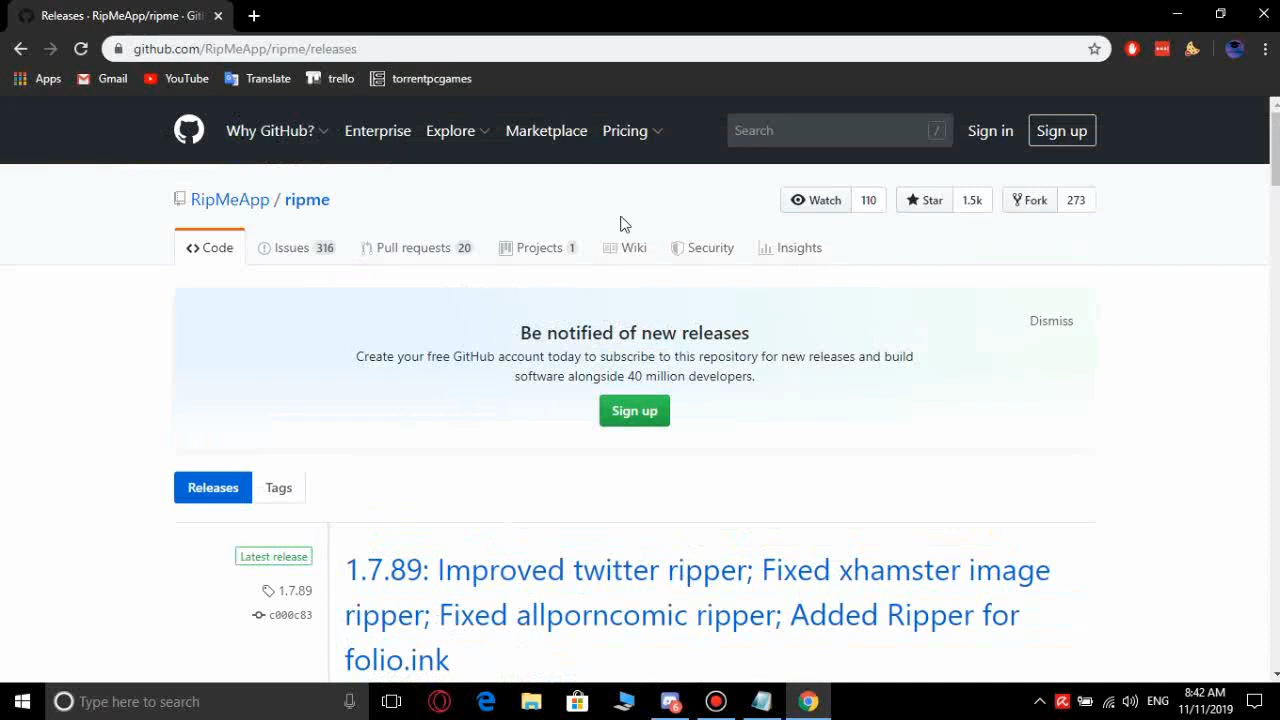 Releases · RipMeApp/ripme · Git
github.com/RipMeApp/ripme/releases
Apps Gmail YouTube Translate trello torrentpcgames
Why GitHub? Enterprise Explore Marketplace Pricing Search / Sign in Sign up
RipMeApp / ripme Watch 110 Star 1.5k Fork 273
Code Issues 316 Pull requests 20 Projects 1 Wiki Security Insights
Be notified of new releases
Dismiss
Create your free GitHub account today to subscribe to this repository for new releases and build
software alongside 40 million developers.
Sign up
Releases Tags
Latest release
1.7.89
c000c83
1.7.89: Improved twitter ripper; Fixed xhamster image
ripper; Fixed allporncomic ripper; Added Ripper for
folio.ink
Type here to search
6
ENG
8:42 AM
11/11/2019